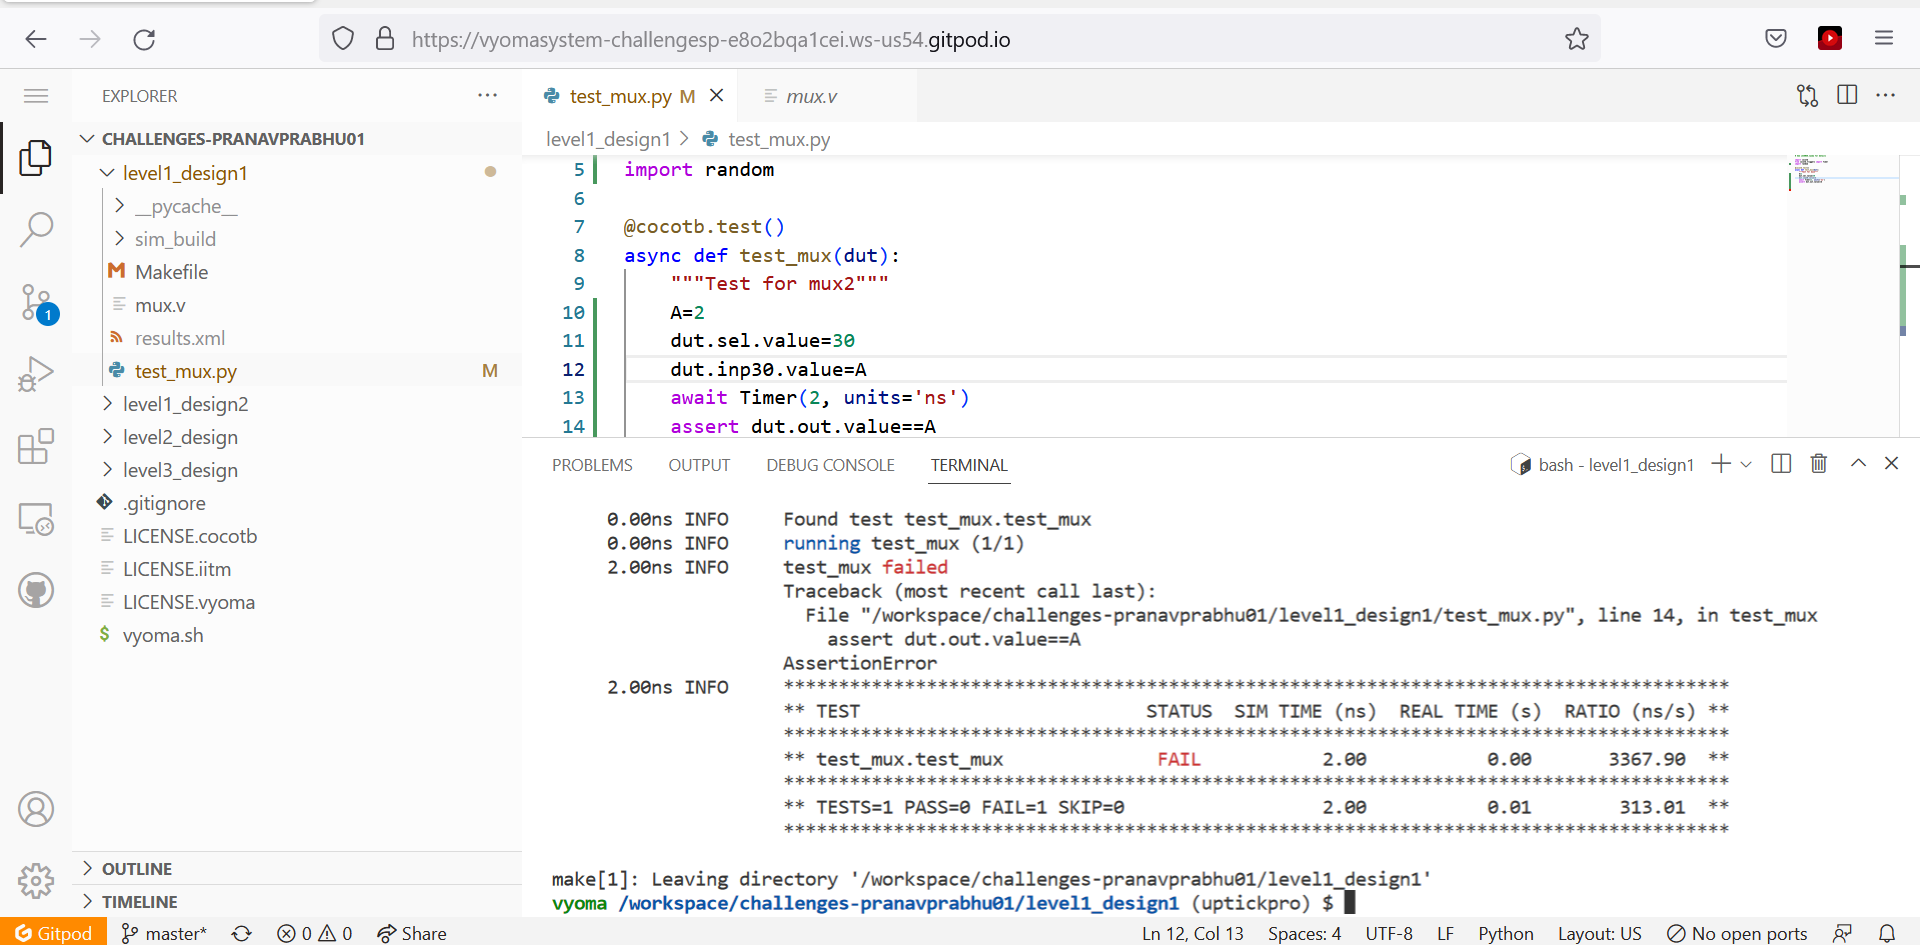 https://vyomasystem-challengesp-e8o2bqa1cei.ws-us54.gitpod.io
EXPLORER
CHALLENGES-PRANAVPRABHU01
level1_design1
__pycache__
sim_build
M Makefile
mux.v
results.xml
test_mux.py M
level1_design2
level2_design
level3_design
.gitignore
LICENSE.cocotb
LICENSE.iitm
LICENSE.vyoma
$ vyoma.sh
OUTLINE
TIMELINE
1
test_mux.py M
mux.v
level1_design1 > test_mux.py
5 import random
6
7 @cocotb.test()
8 async def test_mux(dut):
9 """Test for mux2"""
10 A=2
11 dut.sel.value=30
12 dut.inp30.value=A
13 await Timer(2, units='ns')
14 assert dut.out.value==A
PROBLEMS OUTPUT DEBUG CONSOLE TERMINAL
bash - level1_design1
0.00ns INFO Found test test_mux.test_mux
0.00ns INFO running test_mux (1/1)
2.00ns INFO test_mux failed
Traceback (most recent call last):
File "/workspace/challenges-pranavprabhu01/level1_design1/test_mux.py", line 14, in test_mux
assert dut.out.value==A
AssertionError
2.00ns INFO **************************************************************************************
** TEST STATUS SIM TIME (ns) REAL TIME (s) RATIO (ns/s) **
**************************************************************************************
** test_mux.test_mux FAIL 2.00 0.00 3367.90 **
**************************************************************************************
** TESTS=1 PASS=0 FAIL=1 SKIP=0 2.00 0.01 313.01 **
**************************************************************************************
make[1]: Leaving directory '/workspace/challenges-pranavprabhu01/level1_design1'
vyoma /workspace/challenges-pranavprabhu01/level1_design1 (uptickpro) $
Gitpod master* 0 0 Share Ln 12, Col 13 Spaces: 4 UTF-8 LF Python Layout: US No open ports